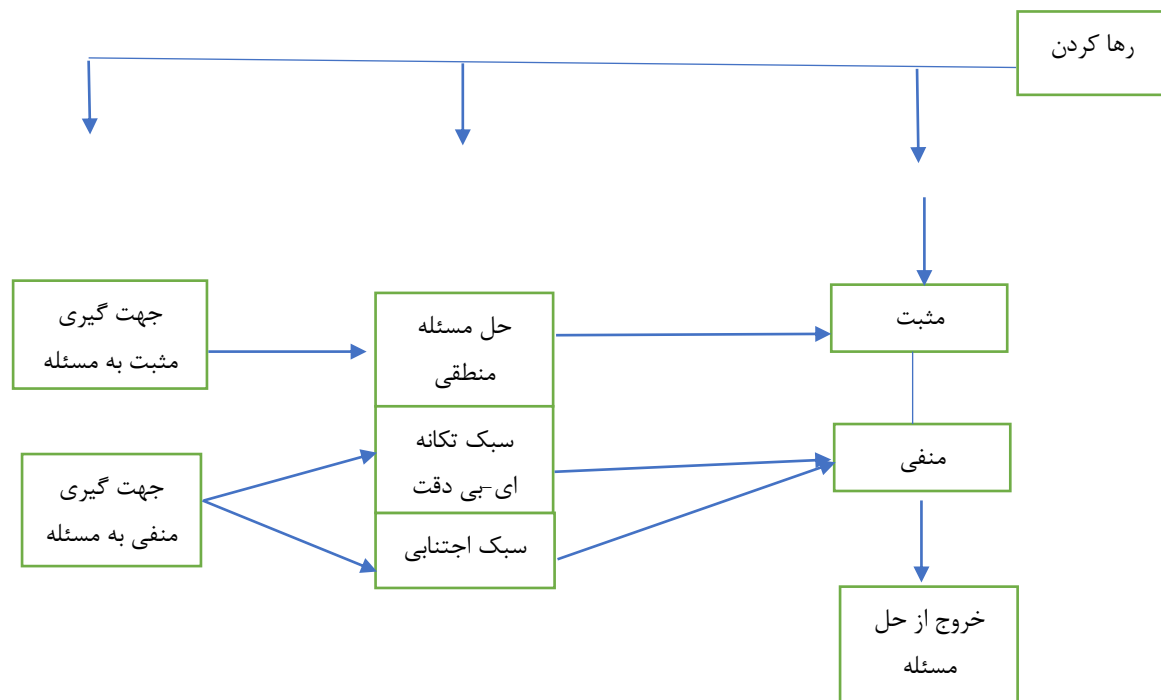 رها کردن
جهت گیری
مثبت به مسئله
حل مسئله
منطقی
مثبت
سبک تکانه
ای-بی دقت
منفی
جهت گیری
منفی به مسئله
سبک اجتنابی
خروج از حل
مسئله